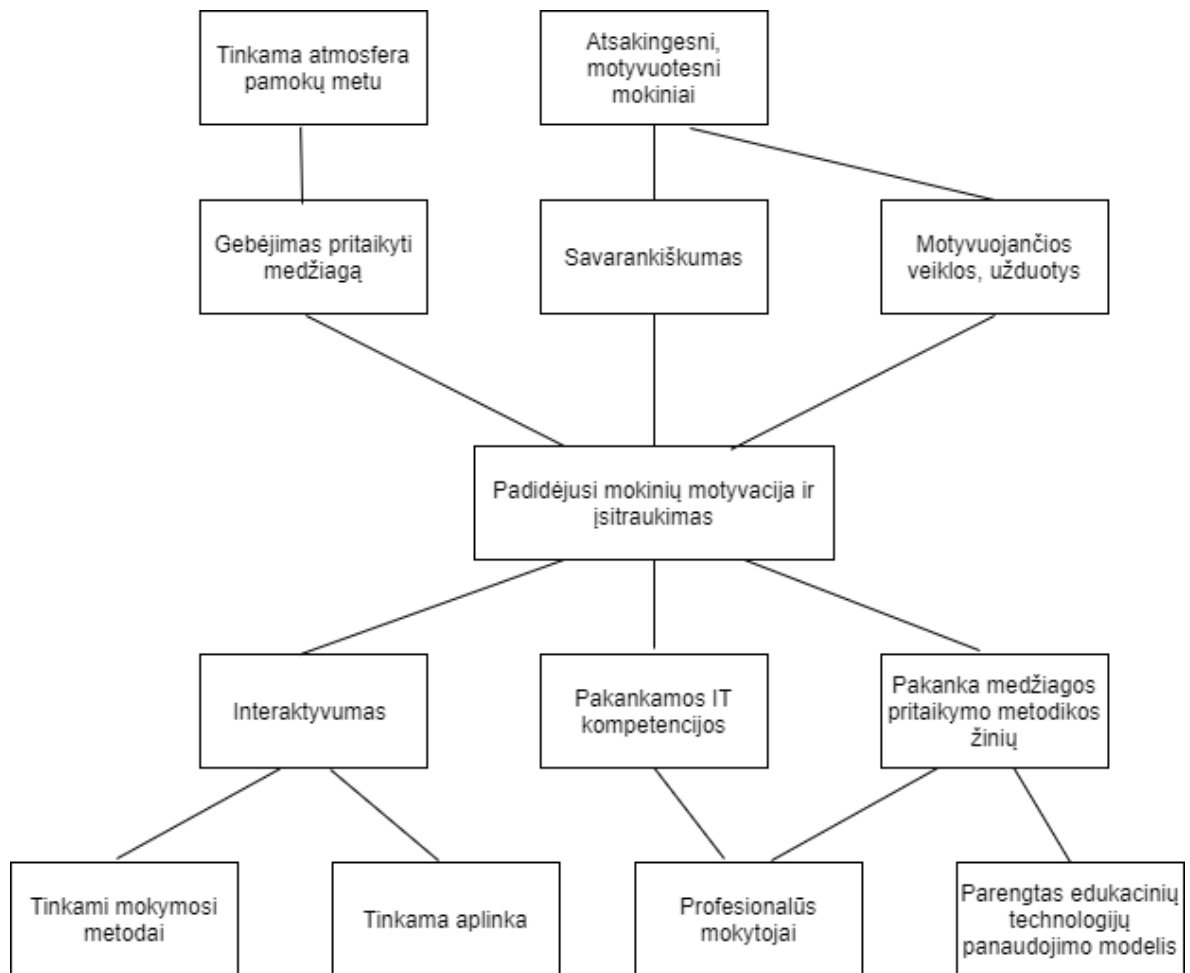 Tinkama atmosfera
pamokų metu
Atsakingesni,
motyvuotesni
mokiniai
Gebėjimas pritaikyti
medžiagą
Savarankiškumas
Motyvuojančios
veiklos, užduotys
Padidėjusi mokinių motyvacija ir
įsitraukimas
Interaktyvumas
Pakankamos IT
kompetencijos
Pakanka medžiagos
pritaikymo metodikos
žinių
Tinkami mokymosi
metodai
Tinkama aplinka
Profesionalūs
mokytojai
Parengtas edukacinių
technologijų
panaudojimo modelis